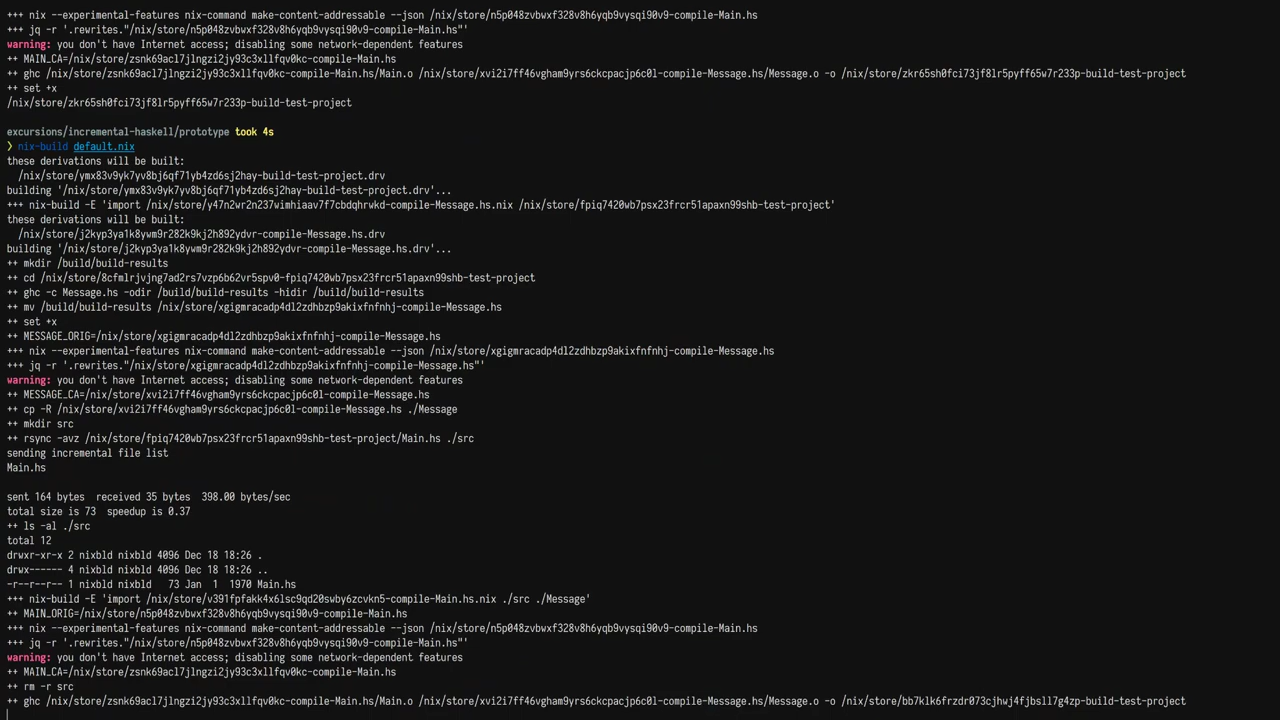 +++ nix --experimental-features nix-command make-content-addressable --json /nix/store/n5p048zvbwxf328v8h6yqb9vysqi90v9-compile-Main.hs
+++ jq -r '.rewrites."/nix/store/n5p048zvbwxf328v8h6yqb9vysqi90v9-compile-Main.hs"'
warning: you don't have Internet access; disabling some network-dependent features
++ MAIN_CA=/nix/store/zsnk69acl7jlngzi2jy93c3xllfqv0kc-compile-Main.hs
++ ghc /nix/store/zsnk69acl7jlngzi2jy93c3xllfqv0kc-compile-Main.hs/Main.o /nix/store/xvi2i7ff46vgham9yrs6ckcpacjp6c0l-compile-Message.hs/Message.o -o /nix/store/zkr65sh0fci73jf8lr5pyff65w7r233p-build-test-project
++ set +x
/nix/store/zkr65sh0fci73jf8lr5pyff65w7r233p-build-test-project
excursions/incremental-haskell/prototype took 4s
❯ nix-build default.nix
these derivations will be built:
/nix/store/ymx83v9yk7yv8bj6qf71yb4zd6sj2hay-build-test-project.drv
building '/nix/store/ymx83v9yk7yv8bj6qf71yb4zd6sj2hay-build-test-project.drv'...
+++ nix-build -E 'import /nix/store/y47n2wr2n237wimhiaav7f7cbdqhrwkd-compile-Message.hs.nix /nix/store/fpiq7420wb7psx23frcr51apaxn99shb-test-project'
these derivations will be built:
/nix/store/j2kyp3ya1k8ywm9r282k9kj2h892ydvr-compile-Message.hs.drv
building '/nix/store/j2kyp3ya1k8ywm9r282k9kj2h892ydvr-compile-Message.hs.drv'...
++ mkdir /build/build-results
++ cd /nix/store/8cfmlrjvjng7ad2rs7vzp6b62vr5spv0-fpiq7420wb7psx23frcr51apaxn99shb-test-project
++ ghc -c Message.hs -odir /build/build-results -hidir /build/build-results
++ mv /build/build-results /nix/store/xgigmracadp4dl2zdhbzp9akixfnfnhj-compile-Message.hs
++ set +x
++ MESSAGE_ORIG=/nix/store/xgigmracadp4dl2zdhbzp9akixfnfnhj-compile-Message.hs
+++ nix --experimental-features nix-command make-content-addressable --json /nix/store/xgigmracadp4dl2zdhbzp9akixfnfnhj-compile-Message.hs
+++ jq -r '.rewrites."/nix/store/xgigmracadp4dl2zdhbzp9akixfnfnhj-compile-Message.hs"'
warning: you don't have Internet access; disabling some network-dependent features
++ MESSAGE_CA=/nix/store/xvi2i7ff46vgham9yrs6ckcpacjp6c0l-compile-Message.hs
++ cp -R /nix/store/xvi2i7ff46vgham9yrs6ckcpacjp6c0l-compile-Message.hs ./Message
++ mkdir src
++ rsync -avz /nix/store/fpiq7420wb7psx23frcr51apaxn99shb-test-project/Main.hs ./src
sending incremental file list
Main.hs
sent 164 bytes  received 35 bytes  398.00 bytes/sec
total size is 73  speedup is 0.37
++ ls -al ./src
total 12
drwxr-xr-x 2 nixbld nixbld 4096 Dec 18 18:26 .
drwx------ 4 nixbld nixbld 4096 Dec 18 18:26 ..
-r--r--r-- 1 nixbld nixbld   73 Jan  1  1970 Main.hs
+++ nix-build -E 'import /nix/store/v391fpfakk4x6lsc9qd20swby6zcvkn5-compile-Main.hs.nix ./src ./Message'
++ MAIN_ORIG=/nix/store/n5p048zvbwxf328v8h6yqb9vysqi90v9-compile-Main.hs
+++ nix --experimental-features nix-command make-content-addressable --json /nix/store/n5p048zvbwxf328v8h6yqb9vysqi90v9-compile-Main.hs
+++ jq -r '.rewrites."/nix/store/n5p048zvbwxf328v8h6yqb9vysqi90v9-compile-Main.hs"'
warning: you don't have Internet access; disabling some network-dependent features
++ MAIN_CA=/nix/store/zsnk69acl7jlngzi2jy93c3xllfqv0kc-compile-Main.hs
++ rm -r src
++ ghc /nix/store/zsnk69acl7jlngzi2jy93c3xllfqv0kc-compile-Main.hs/Main.o /nix/store/xvi2i7ff46vgham9yrs6ckcpacjp6c0l-compile-Message.hs/Message.o -o /nix/store/bb7klk6frzdr073cjhwj4fjbsll7g4zp-build-test-project